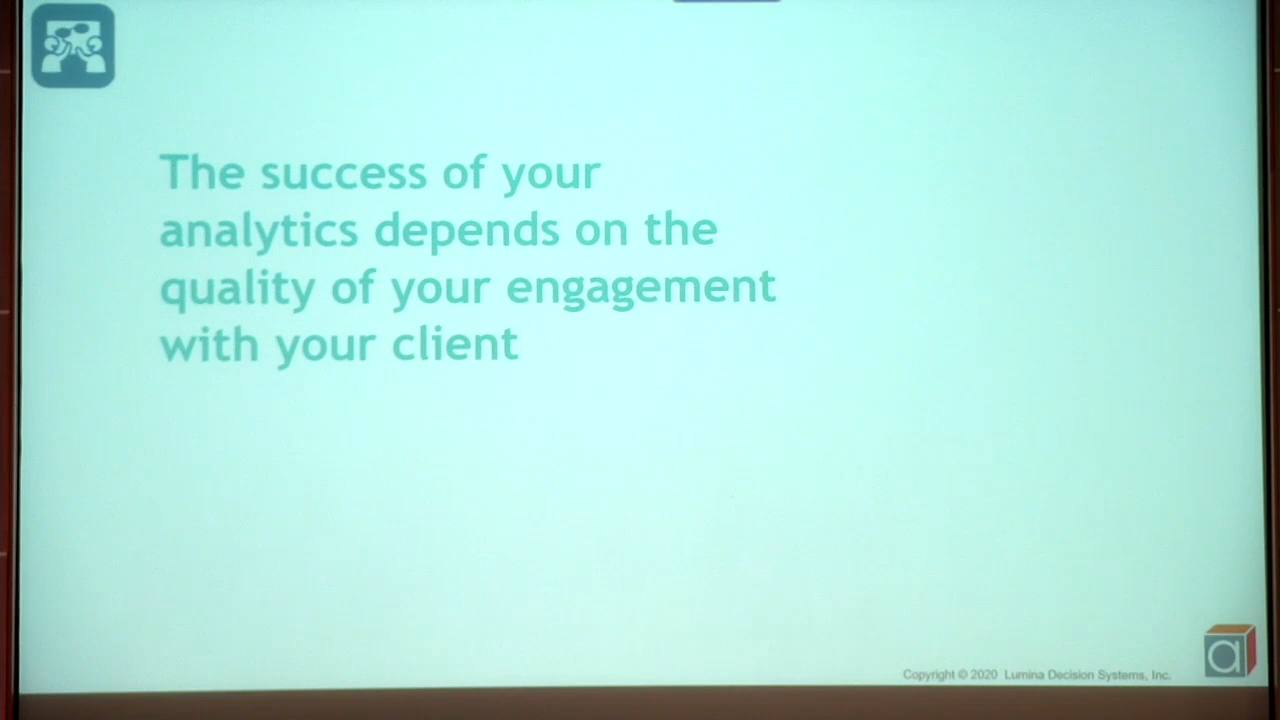 The success of your
analytics depends on the
quality of your engagement
with your client
Copyright © 2020 Lumina Decision Systems, Inc.
a